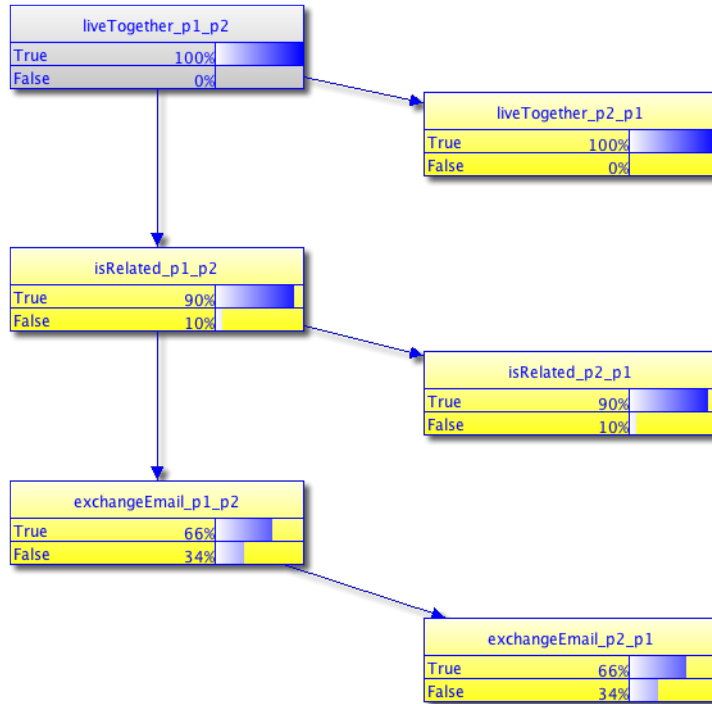 liveTogether_p1_p2
True 100%
False 0%
liveTogether_p2_p1
True 100%
False 0%
isRelated_p1_p2
True 90%
False 10%
isRelated_p2_p1
True 90%
False 10%
exchangeEmail_p1_p2
True 66%
False 34%
exchangeEmail_p2_p1
True 66%
False 34%